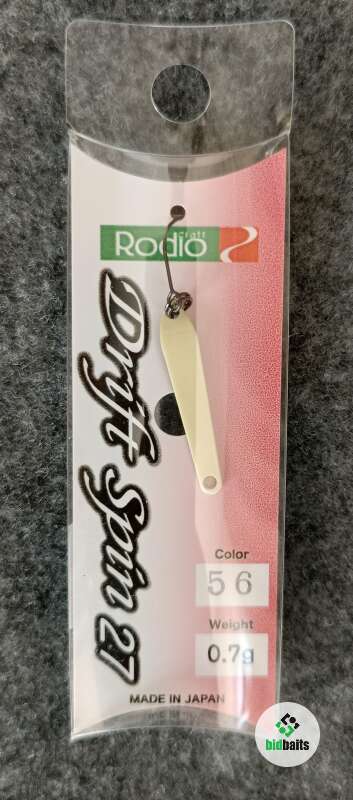 craft
Rodio
Drift Spin 27
Color
56
Weight
0.7g
MADE IN JAPAN
bidbaits